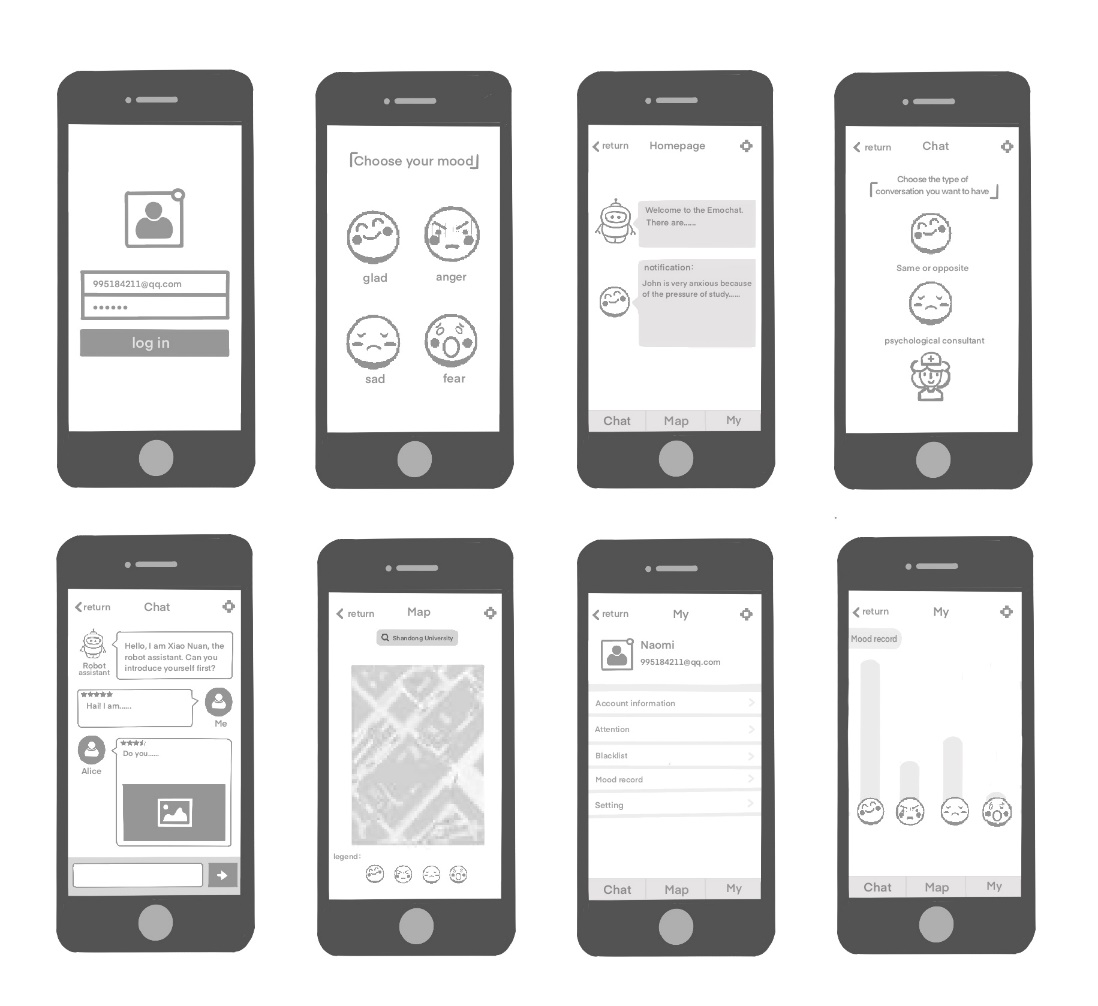 995184211@qq.com
••••••
log in
Choose your mood
glad
anger
sad
fear
return
Homepage
Welcome to the Emochat.
There are......
notification:
John is very anxious because
of the pressure of study.....
Chat
Map
My
return
Chat
Choose the type of
conversation you want to have
Same or opposite
psychological consultant
return
Chat
Robot
assistant
Hello, I am Xiao Nuan, the
robot assistant. Can you
introduce yourself first?
Hail I am......
Me
Alice
Do you......
return
Map
Shandong University
legend:
return
My
Naomi
995184211@qq.com
Account information
Attention
Blacklist
Mood record
Setting
Chat
Map
My
return
My
Mood record
Chat
Map
My